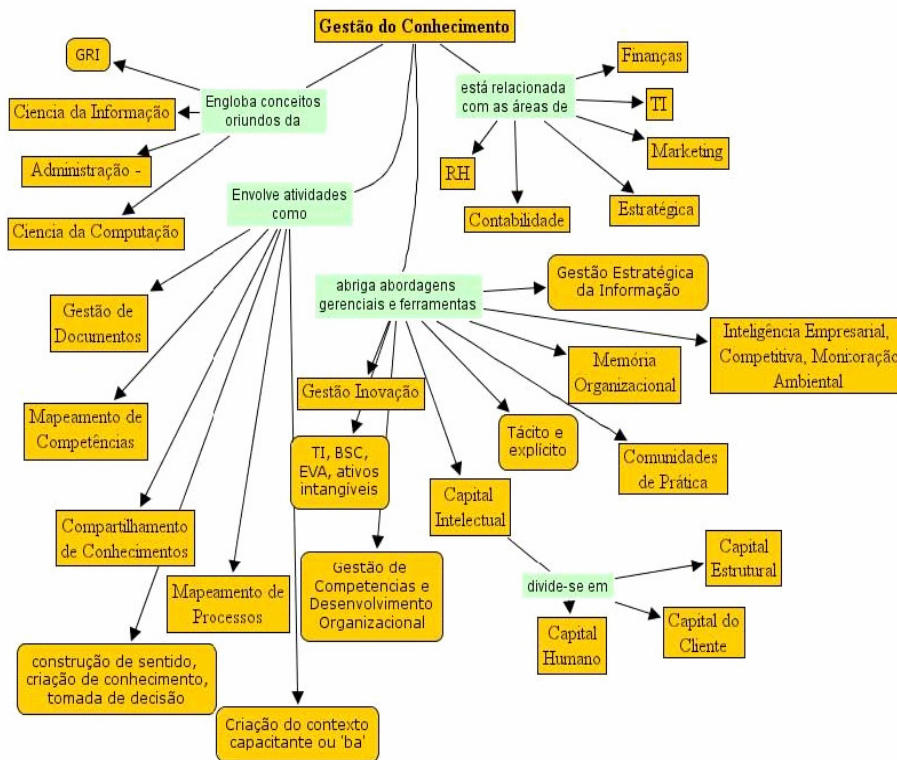 Gestão do Conhecimento
GRI
Engloba conceitos
oriundos da
Ciencia da Informação
Administração -
Ciencia da Computação
está relacionada
com as áreas de
Finanças
TI
Marketing
Estratégica
RH
Contabilidade
Envolve atividades
como
Gestão de
Documentos
Mapeamento de
Competências
Compartilhamento
de Conhecimentos
Mapeamento de
Processos
construção de sentido,
criação de conhecimento,
tomada de decisão
Criação do contexto
capacitante ou 'ba'
abriga abordagens
gerenciais e ferramentas
Gestão Estratégica
da Informação
Inteligência Empresarial,
Competitiva, Monitoração
Ambiental
Memória
Organizacional
Gestão Inovação
Tácito e
explícito
Comunidades
de Prática
TI, BSC,
EVA, ativos
intangíveis
Capital
Intelectual
Gestão de
Competencias e
Desenvolvimento
Organizacional
divide-se em
Capital
Estrutural
Capital do
Cliente
Capital
Humano